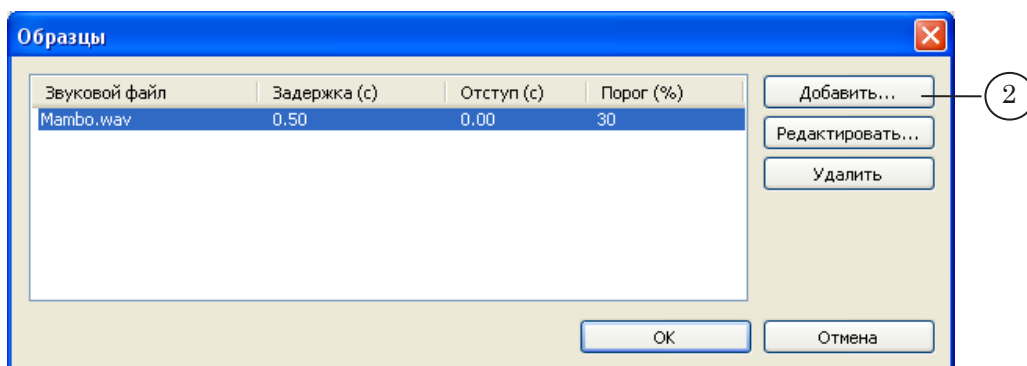 Образцы
Звуковой файл Задержка (с) Отступ (с) Порог (%)
Mambo.wav 0.50 0.00 30
Добавить...
2
Редактировать...
Удалить
OK
Отмена